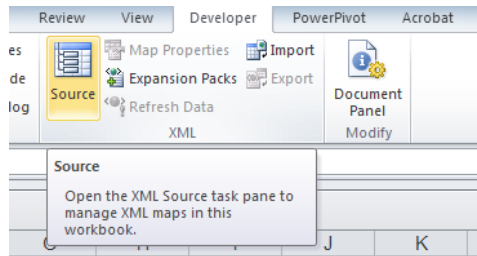 Review View Developer PowerPivot Acrobat
es Map Properties Import
de Expansion Packs Export
log Refresh Data
Source
Document
Panel
XML Modify
Source
Open the XML Source task pane to
manage XML maps in this
workbook.
J K